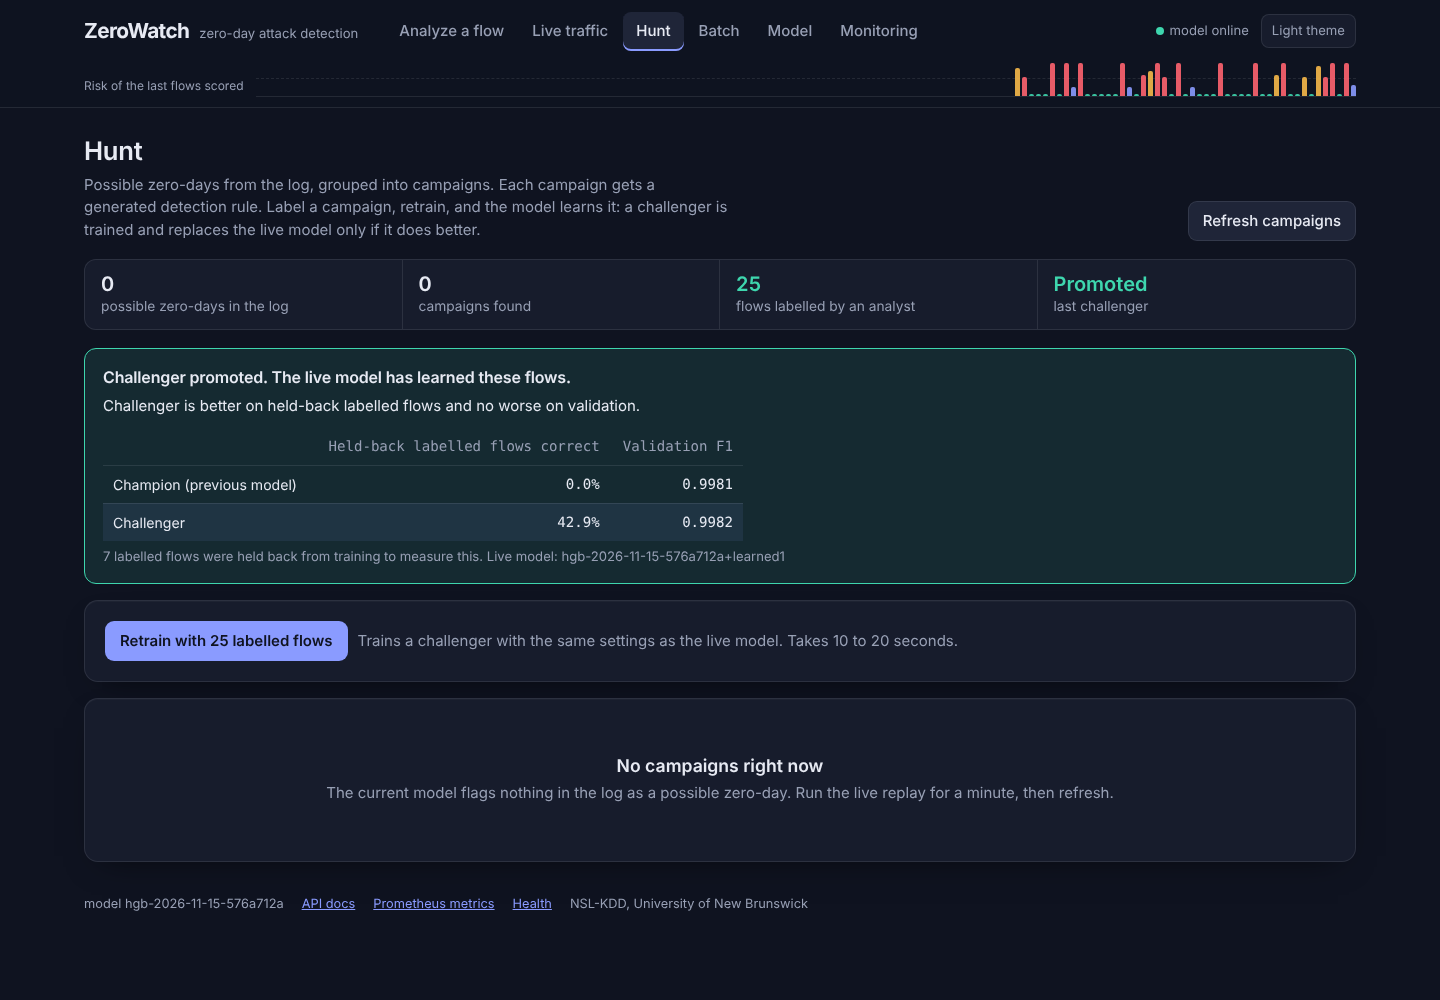 ZeroWatch zero-day attack detection Analyze a flow Live traffic Hunt Batch Model Monitoring model online Light theme
Risk of the last flows scored
Hunt
Possible zero-days from the log, grouped into campaigns. Each campaign gets a
generated detection rule. Label a campaign, retrain, and the model learns it: a challenger is
trained and replaces the live model only if it does better.
Refresh campaigns
0 0 25 Promoted
possible zero-days in the log campaigns found flows labelled by an analyst last challenger
Challenger promoted. The live model has learned these flows.
Challenger is better on held-back labelled flows and no worse on validation.
Held-back labelled flows correct Validation F1
Champion (previous model) 0.0% 0.9981
Challenger 42.9% 0.9982
7 labelled flows were held back from training to measure this. Live model: hgb-2026-11-15-576a712a+learned1
Retrain with 25 labelled flows Trains a challenger with the same settings as the live model. Takes 10 to 20 seconds.
No campaigns right now
The current model flags nothing in the log as a possible zero-day. Run the live replay for a minute, then refresh.
model hgb-2026-11-15-576a712a API docs Prometheus metrics Health NSL-KDD, University of New Brunswick